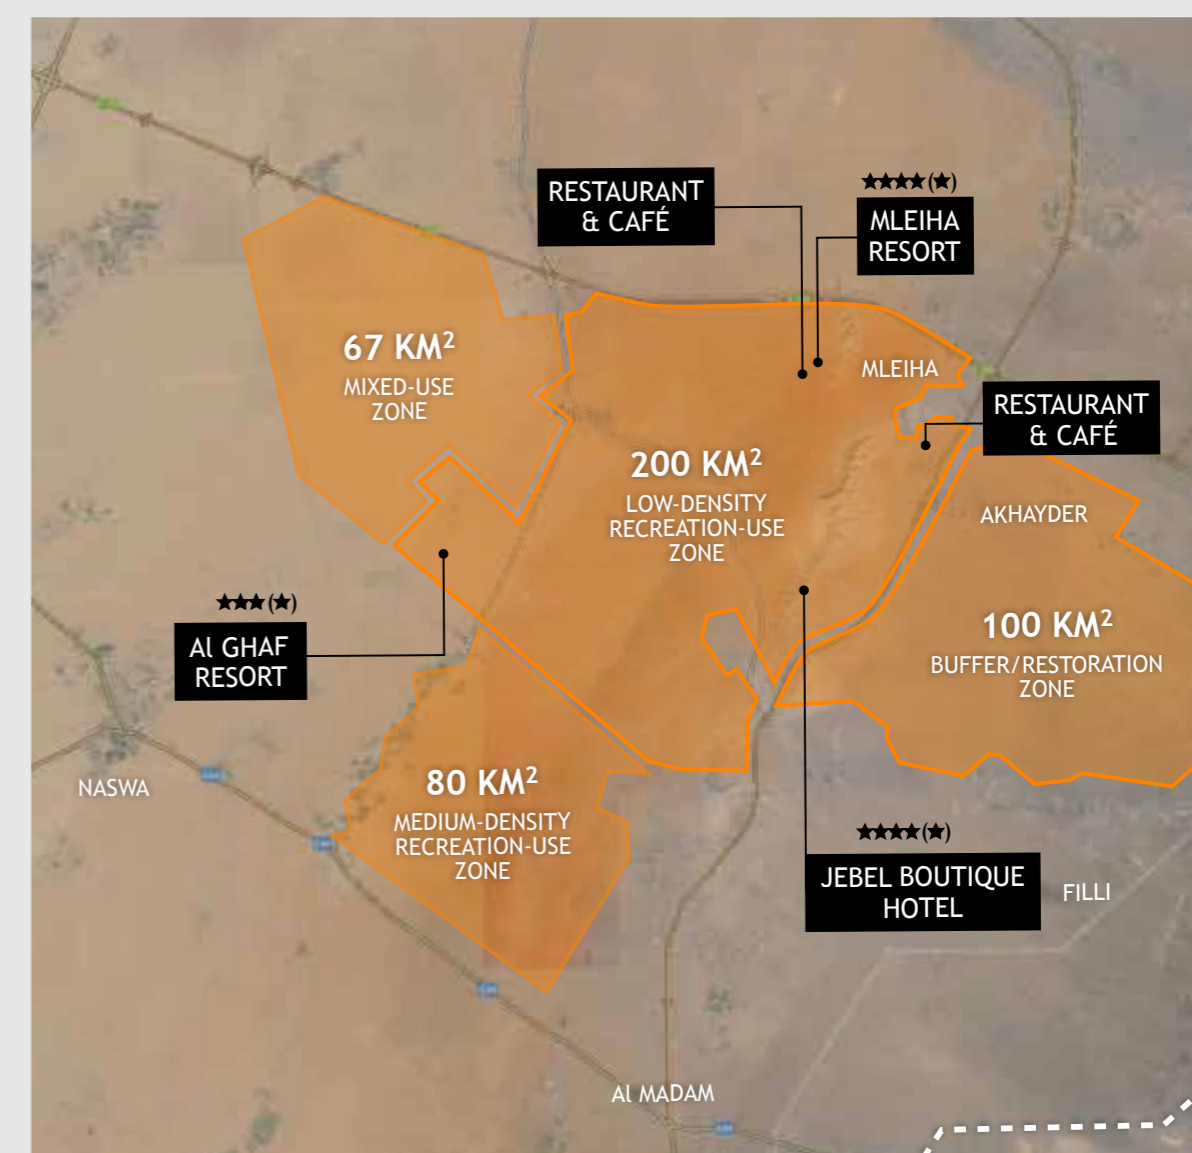 RESTAURANT
& CAFÉ
★★★★(★)
MLEIHA
RESORT
67 KM²
MIXED-USE
ZONE
MLEIHA
RESTAURANT
& CAFÉ
200 KM²
LOW-DENSITY
RECREATION-USE
ZONE
AKHAYDER
★★★(★)
Al GHAF
RESORT
100 KM²
BUFFER/RESTORATION
ZONE
NASWA
80 KM²
MEDIUM-DENSITY
RECREATION-USE
ZONE
★★★★(★)
JEBEL BOUTIQUE
HOTEL
FILLI
Al MADAM